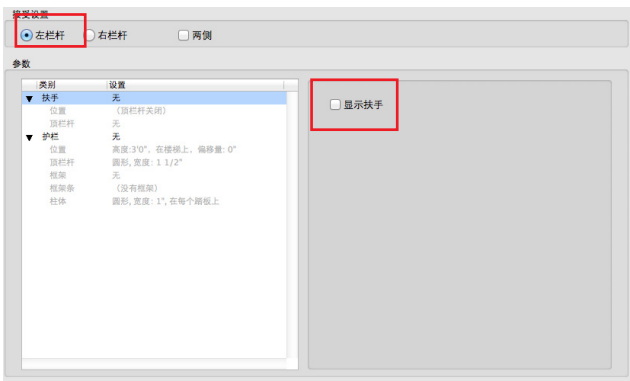 接受设置
左栏杆 右栏杆 两侧
参数
类别 设置
扶手 无
位置 （顶栏杆关闭）
顶栏杆 无
护栏 无
位置 高度:3'0"，在楼梯上，偏移量: 0"
顶栏杆 圆形, 宽度: 1 1/2"
框架 无
框架条 （没有框架）
柱体 圆形, 宽度: 1", 在每个踏板上
显示扶手